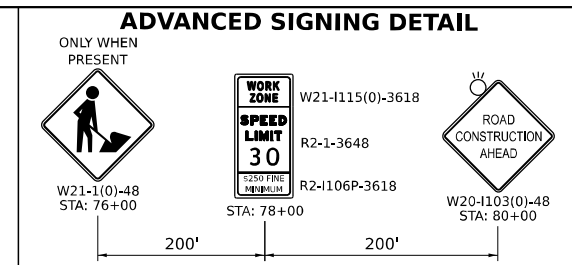 ADVANCED SIGNING DETAIL
ONLY WHEN
PRESENT
W21-1(0)-48
STA: 76+00
WORK
ZONE
SPEED
LIMIT
30
$250 FINE
MINIMUM
W21-I115(0)-3618
R2-1-3648
R2-I106P-3618
STA: 78+00
ROAD
CONSTRUCTION
AHEAD
W20-I103(0)-48
STA: 80+00
200'
200'